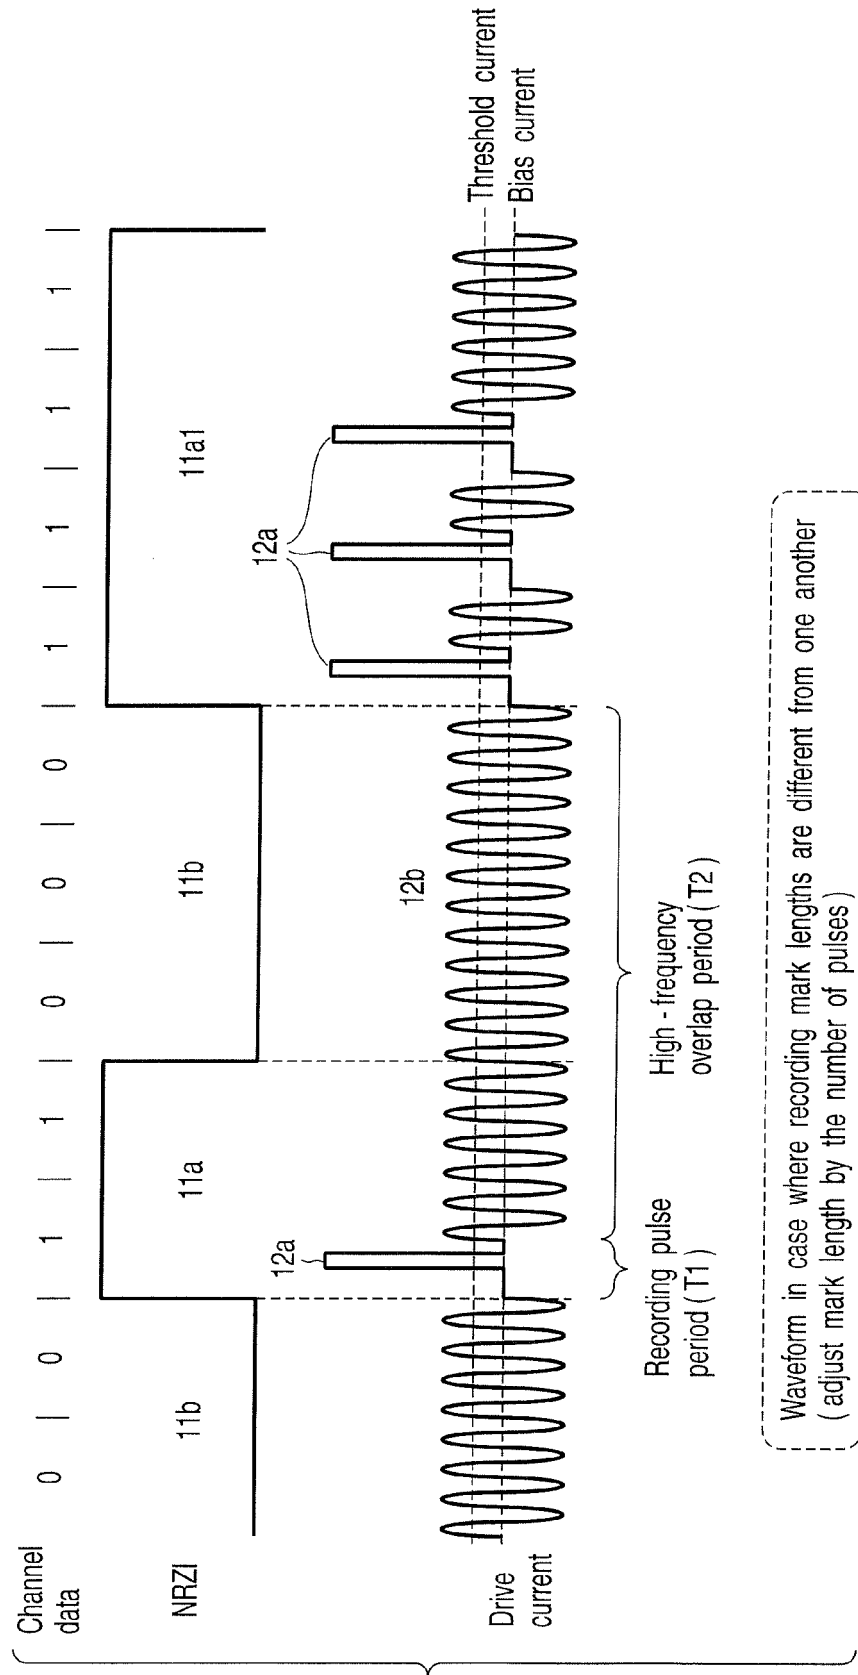 Channel
data
0 | 0 | 1 | 1 | 0 | 0 | 0 | 1 | 1 | 1 | 1 |
NRZI
11b 11a 11b 11a1
12a 12b 12a
Drive
current
Threshold current
Bias current
Recording pulse
period ( T1 )
High - frequency
overlap period ( T2 )
Waveform in case where recording mark lengths are different from one another
( adjust mark length by the number of pulses )